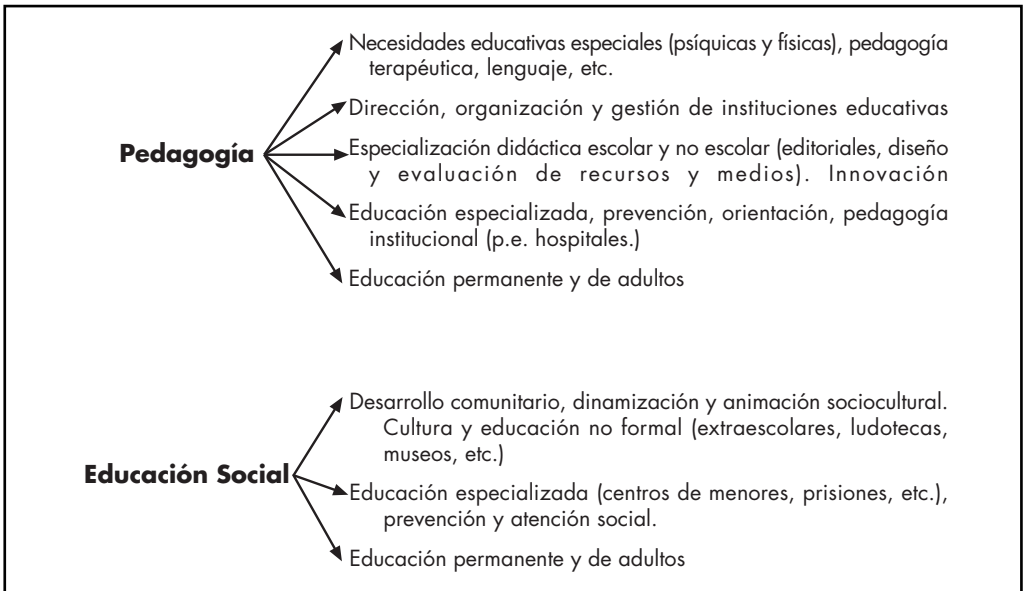 Necesidades educativas especiales (psíquicas y físicas), pedagogía
terapéutica, lenguaje, etc.
Dirección, organización y gestión de instituciones educativas
Pedagogía
Especialización didáctica escolar y no escolar (editoriales, diseño
y evaluación de recursos y medios). Innovación
Educación especializada, prevención, orientación, pedagogía
institucional (p.e. hospitales.)
Educación permanente y de adultos
Desarrollo comunitario, dinamización y animación sociocultural.
Cultura y educación no formal (extraescolares, ludotecas,
museos, etc.)
Educación Social
Educación especializada (centros de menores, prisiones, etc.),
prevención y atención social.
Educación permanente y de adultos